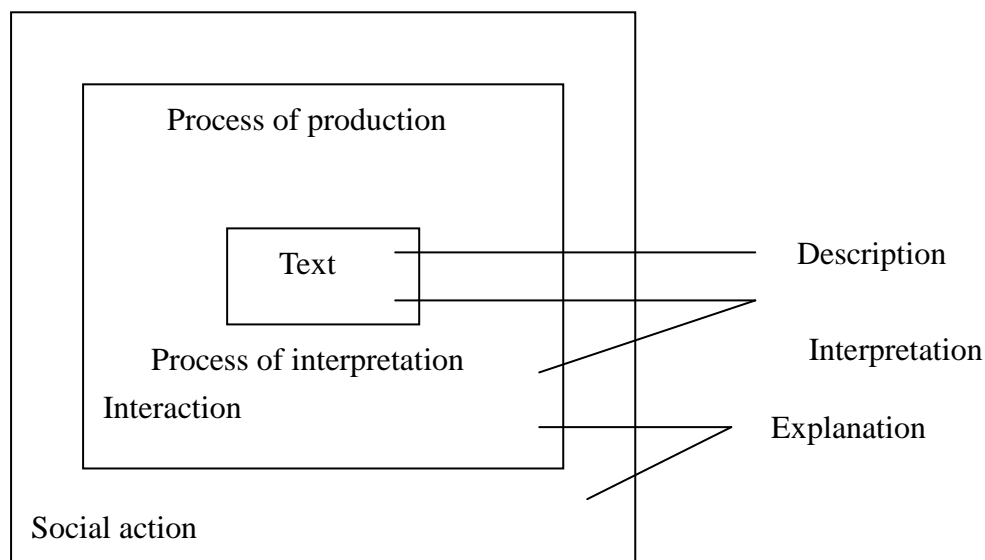 Process of production
Text
Description
Process of interpretation
Interpretation
Interaction
Explanation
Social action